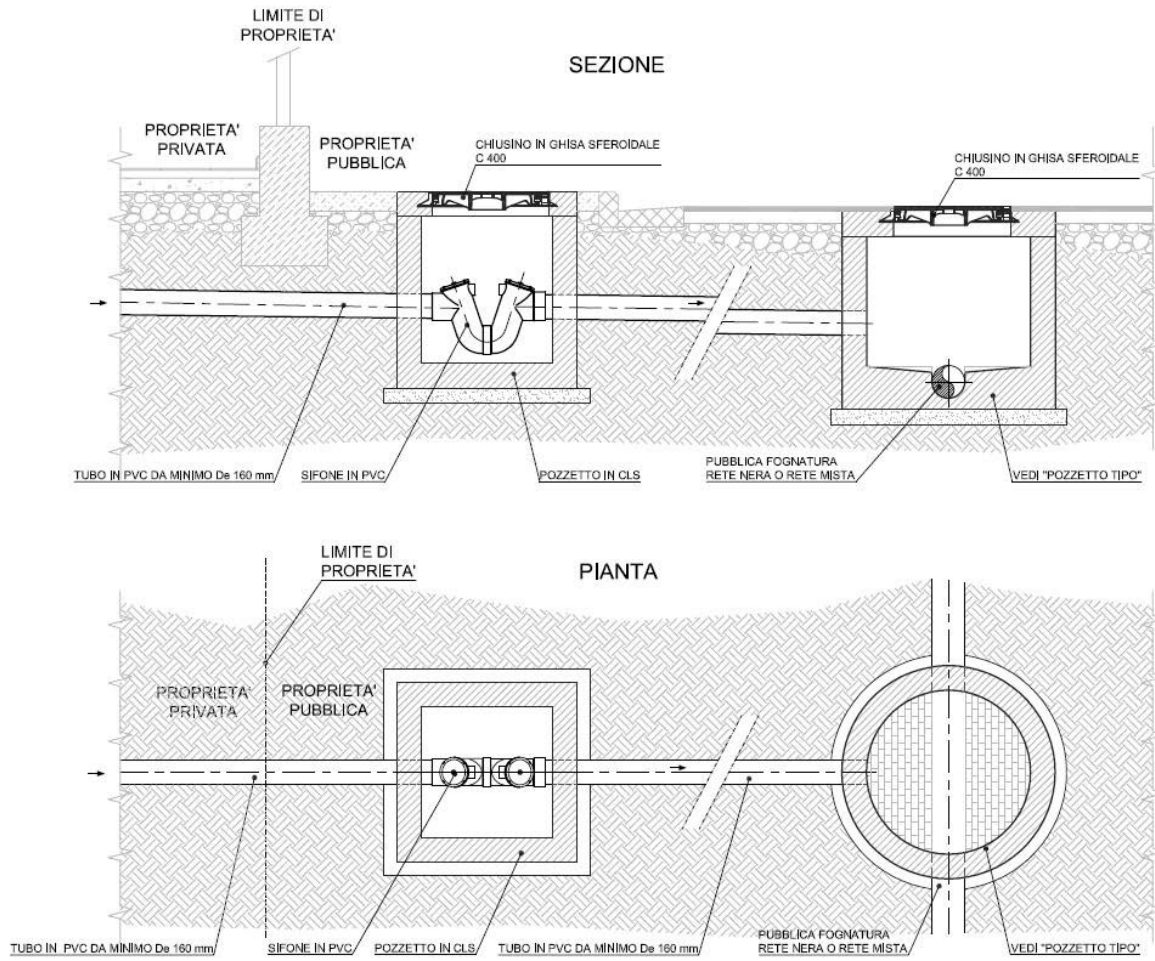 LIMITE DI
PROPRIETA'
SEZIONE
PROPRIETA'
PRIVATA
PROPRIETA'
PUBBLICA
CHIUSINO IN GHISA SFEROIDALE
C 400
CHIUSINO IN GHISA SFEROIDALE
C 400
TUBO IN PVC DA MINIMO De 160 mm
SIFONE IN PVC
POZZETTO IN CLS
PUBBLICA FOGNATURA
RETE NERA O RETE MISTA
VEDI "POZZETTO TIPO"
LIMITE DI
PROPRIETA'
PIANTA
PROPRIETA'
PRIVATA
PROPRIETA'
PUBBLICA
TUBO IN PVC DA MINIMO De 160 mm
SIFONE IN PVC
POZZETTO IN CLS
TUBO IN PVC DA MINIMO De 160 mm
PUBBLICA FOGNATURA
RETE NERA O RETE MISTA
VEDI "POZZETTO TIPO"